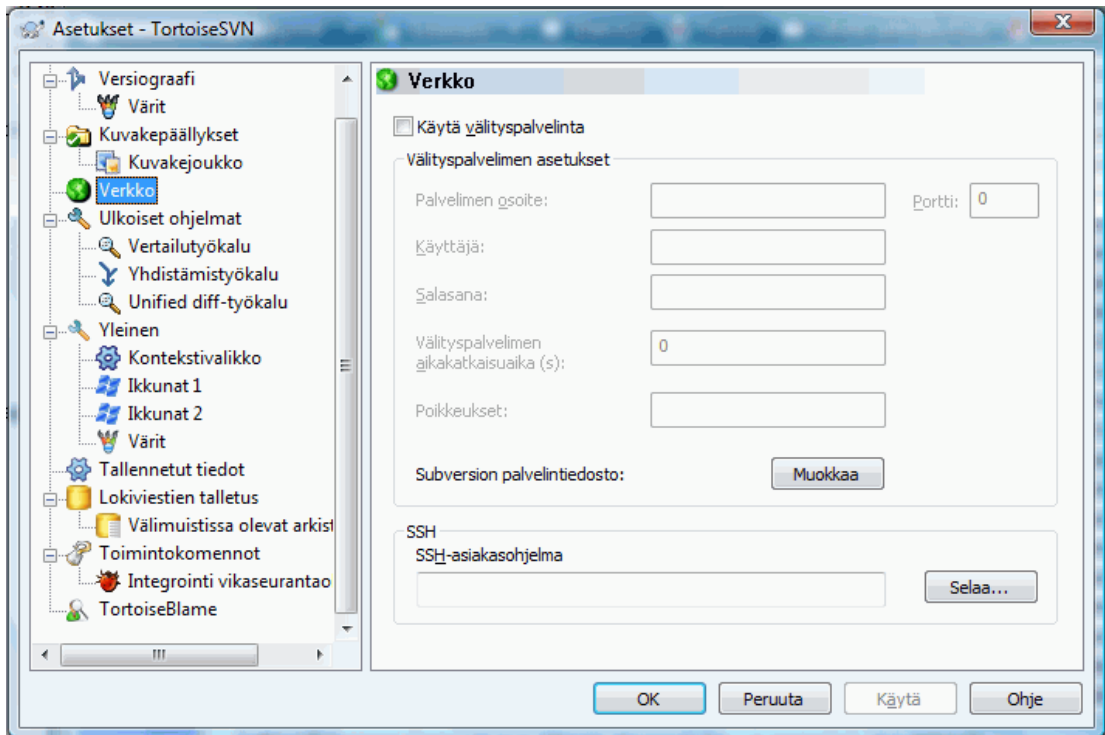 Asetukset - TortoiseSVN
Versiograafi
Värit
Kuvakepäällykset
Kuvakejoukko
Verkko
Ulkoiset ohjelmat
Vertailutyökalu
Yhdistämistyökalu
Unified diff-työkalu
Yleinen
Kontekstivalikko
Ikkunat 1
Ikkunat 2
Värit
Tallennetut tiedot
Lokiviestien talletus
Välimuistissa olevat arkist
Toimintokomennot
Integrointi vikaseurantao
TortoiseBlame
Verkko
Käytä välityspalvelinta
Välityspalvelimen asetukset
Palvelimen osoite:
Portti: 0
Käyttäjä:
Salasana:
Välityspalvelimen
aikakatkaisuaika (s):
0
Poikkeukset:
Subversion palvelintiedosto:
Muokkaa
SSH
SSH-asiakasohjelma
Selaa...
OK
Peruuta
Käytä
Ohje